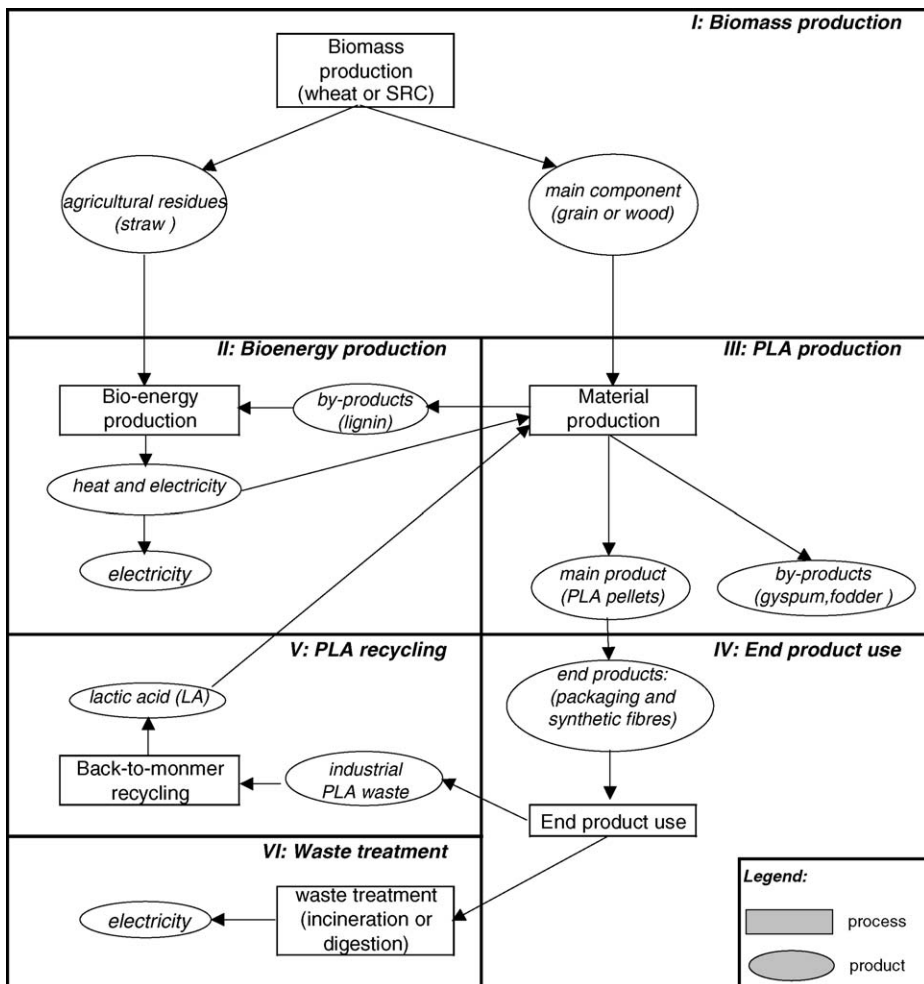 I: Biomass production
Biomass
production
(wheat or SRC)
agricultural residues
(straw )
main component
(grain or wood)
II: Bioenergy production
Bio-energy
production
by-products
(lignin)
heat and electricity
electricity
III: PLA production
Material
production
main product
(PLA pellets)
by-products
(gyspum,fodder )
V: PLA recycling
lactic acid (LA)
Back-to-monmer
recycling
industrial
PLA waste
IV: End product use
end products:
(packaging and
synthetic fibres)
End product use
VI: Waste treatment
electricity
waste treatment
(incineration or
digestion)
Legend:
process
product